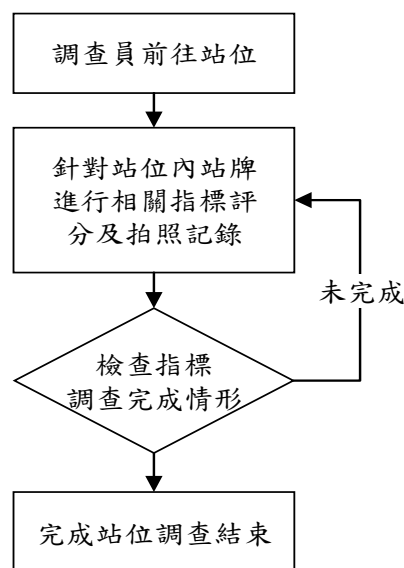 調查員前往站位
針對站位內站牌
進行相關指標評
分及拍照記錄
未完成
檢查指標
調查完成情形
完成站位調查結束